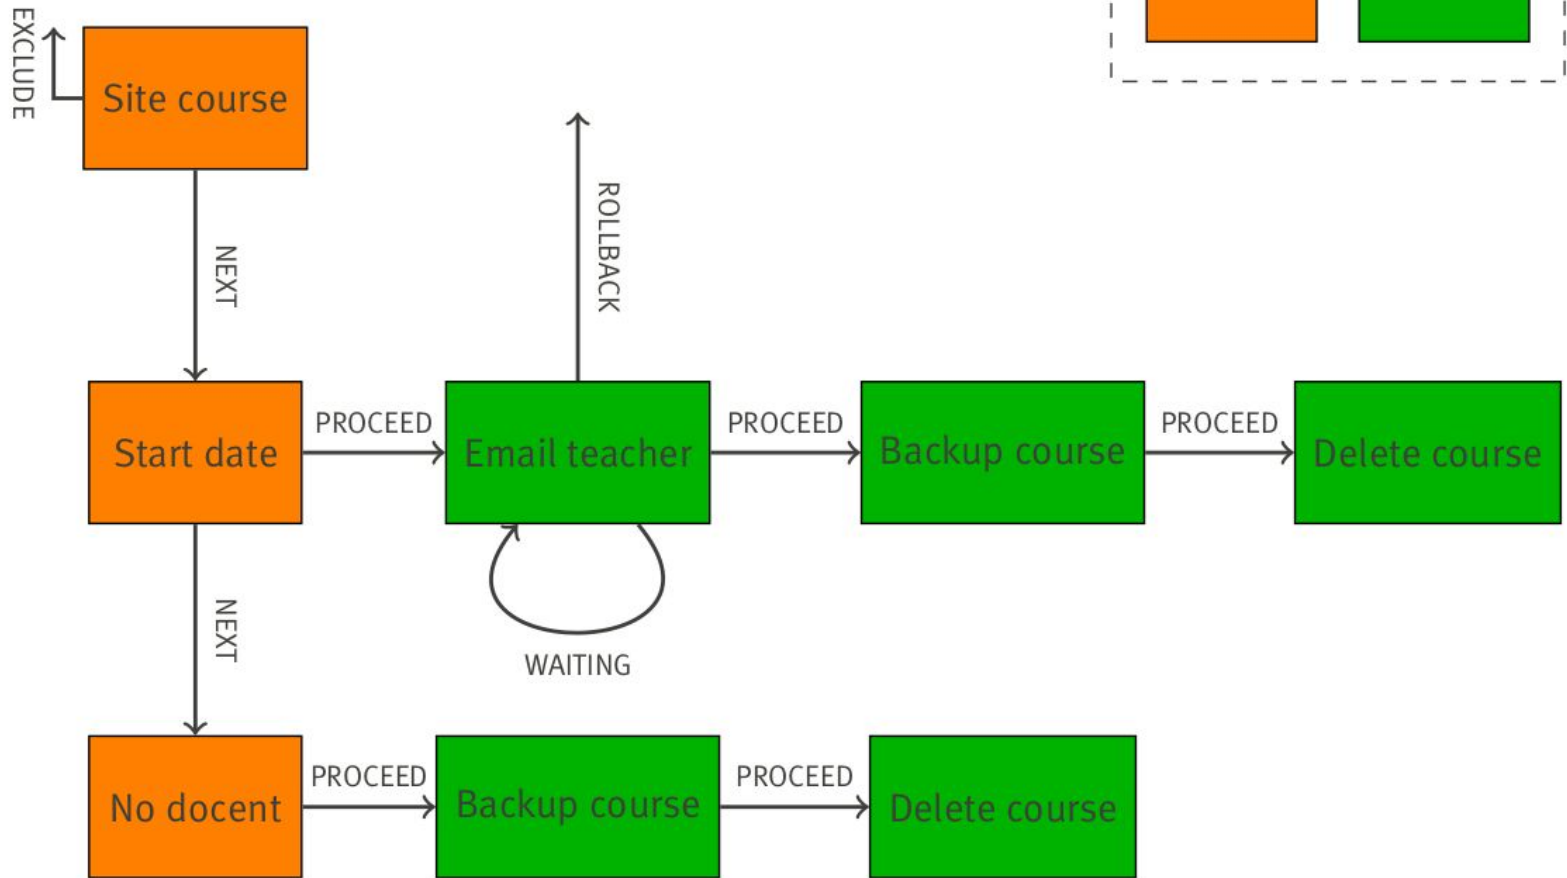 EXCLUDE
Site course
ROLLBACK
NEXT
Start date
PROCEED
Email teacher
PROCEED
Backup course
PROCEED
Delete course
NEXT
WAITING
No docent
PROCEED
Backup course
PROCEED
Delete course